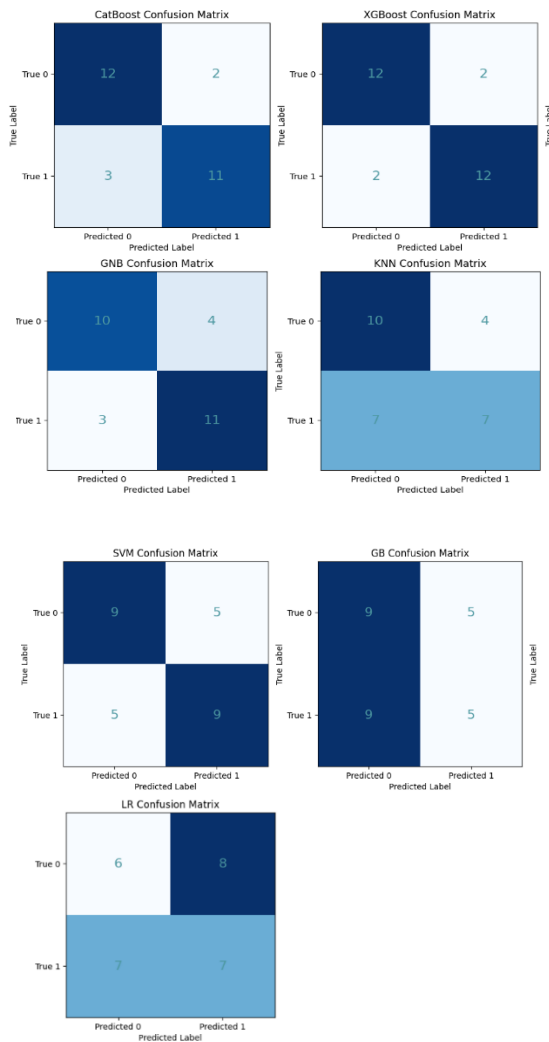 CatBoost Confusion Matrix
True Label
True 0
12
2
True 1
3
11
Predicted 0
Predicted 1
Predicted Label
XGBoost Confusion Matrix
True Label
True 0
12
2
True 1
2
12
Predicted 0
Predicted 1
Predicted Label
True Label
GNB Confusion Matrix
True 0
10
4
True 1
3
11
Predicted 0
Predicted 1
Predicted Label
KNN Confusion Matrix
True Label
True 0
10
4
True 1
7
7
Predicted 0
Predicted 1
Predicted Label
SVM Confusion Matrix
True Label
True 0
9
5
True 1
5
9
Predicted 0
Predicted 1
Predicted Label
GB Confusion Matrix
True Label
True 0
9
5
True 1
9
5
Predicted 0
Predicted 1
Predicted Label
True Label
LR Confusion Matrix
True 0
6
8
True 1
7
7
Predicted 0
Predicted 1
Predicted Label